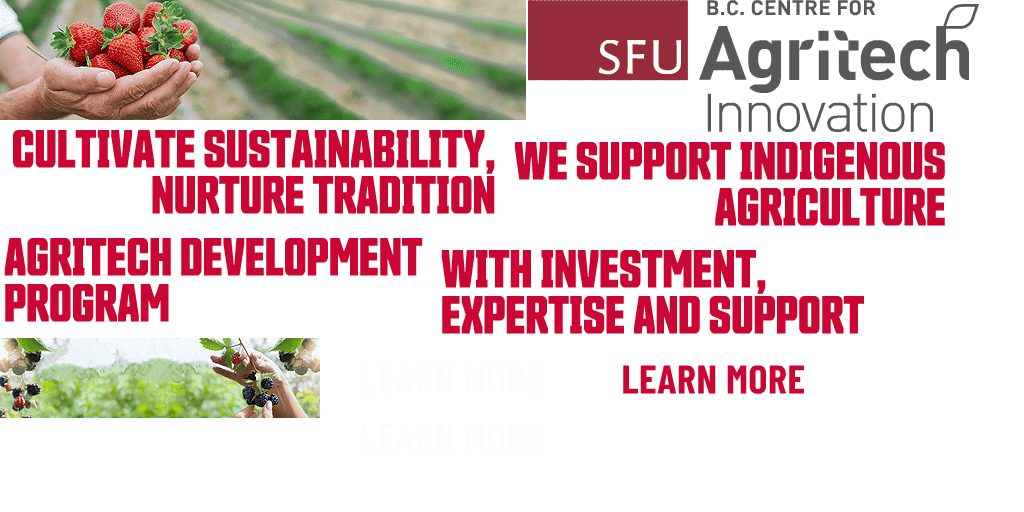 SFU
B.C. CENTRE FOR
Agritech
Innovation
CULTIVATE SUSTAINABILITY,
NURTURE TRADITION
WE SUPPORT INDIGENOUS
AGRICULTURE
AGRITECH DEVELOPMENT
PROGRAM
WITH INVESTMENT,
EXPERTISE AND SUPPORT
LEARN MORE
LEARN MORE
LEARN MORE